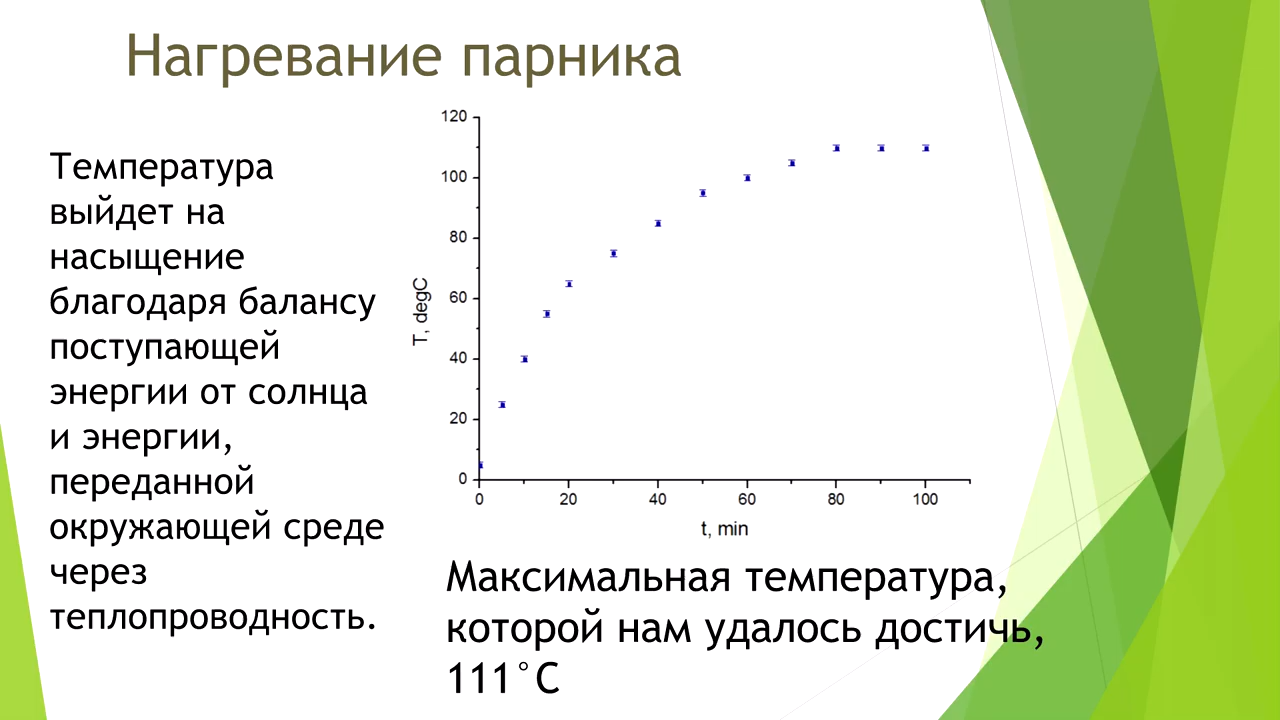 Нагревание парника
Температура
выйдет на
насыщение
благодаря балансу
поступающей
энергии от солнца
и энергии,
переданной
окружающей среде
через
теплопроводность.
120
100
80
60
40
20
0
T, degC
0 20 40 60 80 100
t, min
Максимальная температура,
которой нам удалось достичь,
111°C